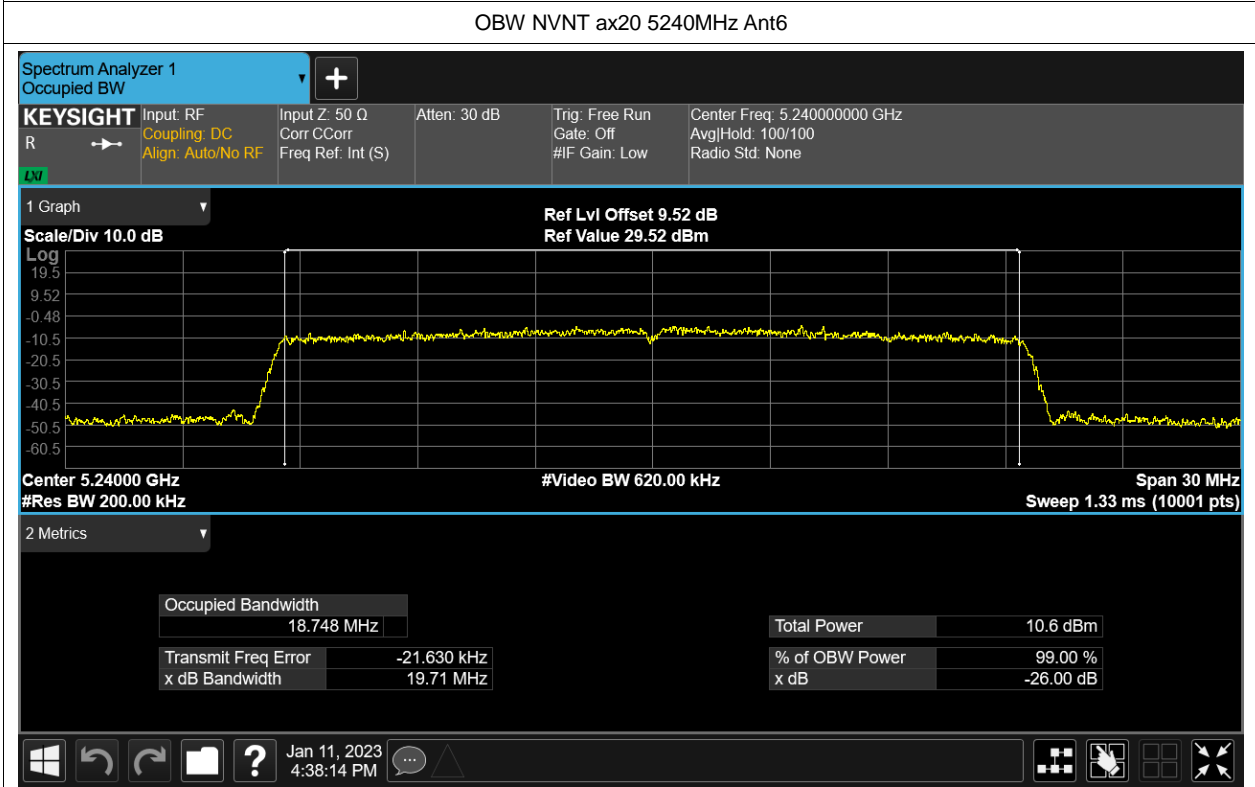 OBW NVNT ax20 5240MHz Ant6
Spectrum Analyzer 1
Occupied BW
KEYSIGHT Input: RF Input Z: 50 Ω Atten: 30 dB Trig: Free Run Center Freq: 5.240000000 GHz
R Coupling: DC Corr CCorr Gate: Off Avg|Hold: 100/100
Align: Auto/No RF Freq Ref: Int (S) #IF Gain: Low Radio Std: None
LXI
1 Graph
Ref Lvl Offset 9.52 dB
Scale/Div 10.0 dB Ref Value 29.52 dBm
Log
19.5
9.52
-0.48
-10.5
-20.5
-30.5
-40.5
-50.5
-60.5
Center 5.24000 GHz #Video BW 620.00 kHz Span 30 MHz
#Res BW 200.00 kHz Sweep 1.33 ms (10001 pts)
2 Metrics
Occupied Bandwidth
18.748 MHz Total Power 10.6 dBm
Transmit Freq Error -21.630 kHz % of OBW Power 99.00 %
x dB Bandwidth 19.71 MHz x dB -26.00 dB
Jan 11, 2023
4:38:14 PM